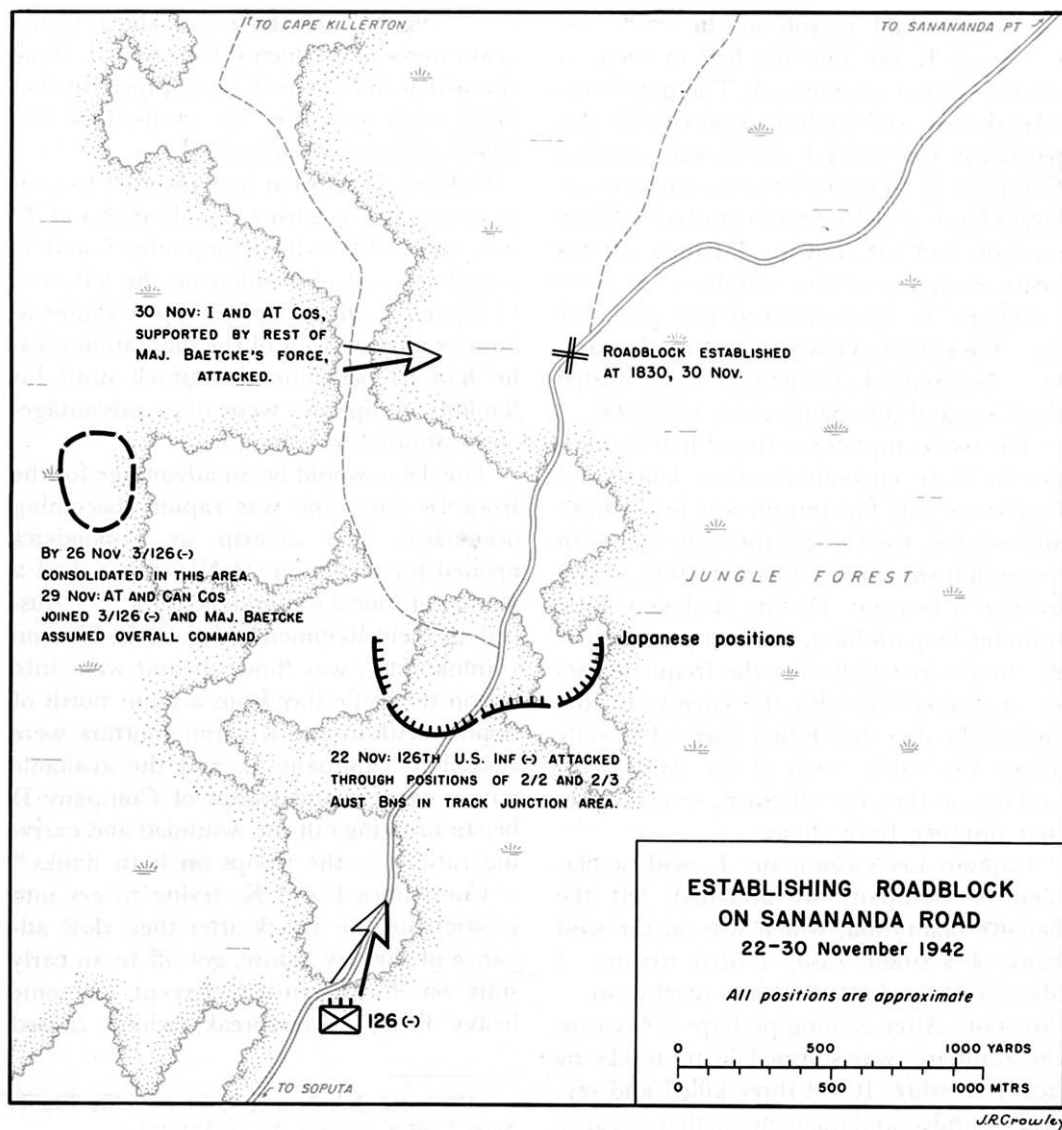 TO CAPE KILLERTON
TO SANANANDA PT
30 NOV: I AND AT COS,
SUPPORTED BY REST OF
MAJ. BAETCKE'S FORCE,
ATTACKED.
ROADBLOCK ESTABLISHED
AT 1830, 30 NOV.
BY 26 NOV 3/126 (-)
CONSOLIDATED IN THIS AREA.
29 NOV: AT AND CAN COS
JOINED 3/126 (-) AND MAJ. BAETCKE
ASSUMED OVERALL COMMAND.
JUNGLE FOREST
Japanese positions
22 NOV: 126TH U.S. INF (-) ATTACKED
THROUGH POSITIONS OF 2/2 AND 2/3
AUST BNS IN TRACK JUNCTION AREA.
126 (-)
TO SOPUTA
ESTABLISHING ROADBLOCK
ON SANANANDA ROAD
22-30 November 1942
All positions are approximate
0 500 1000 YARDS
0 500 1000 MTRS
J.R.Crowley